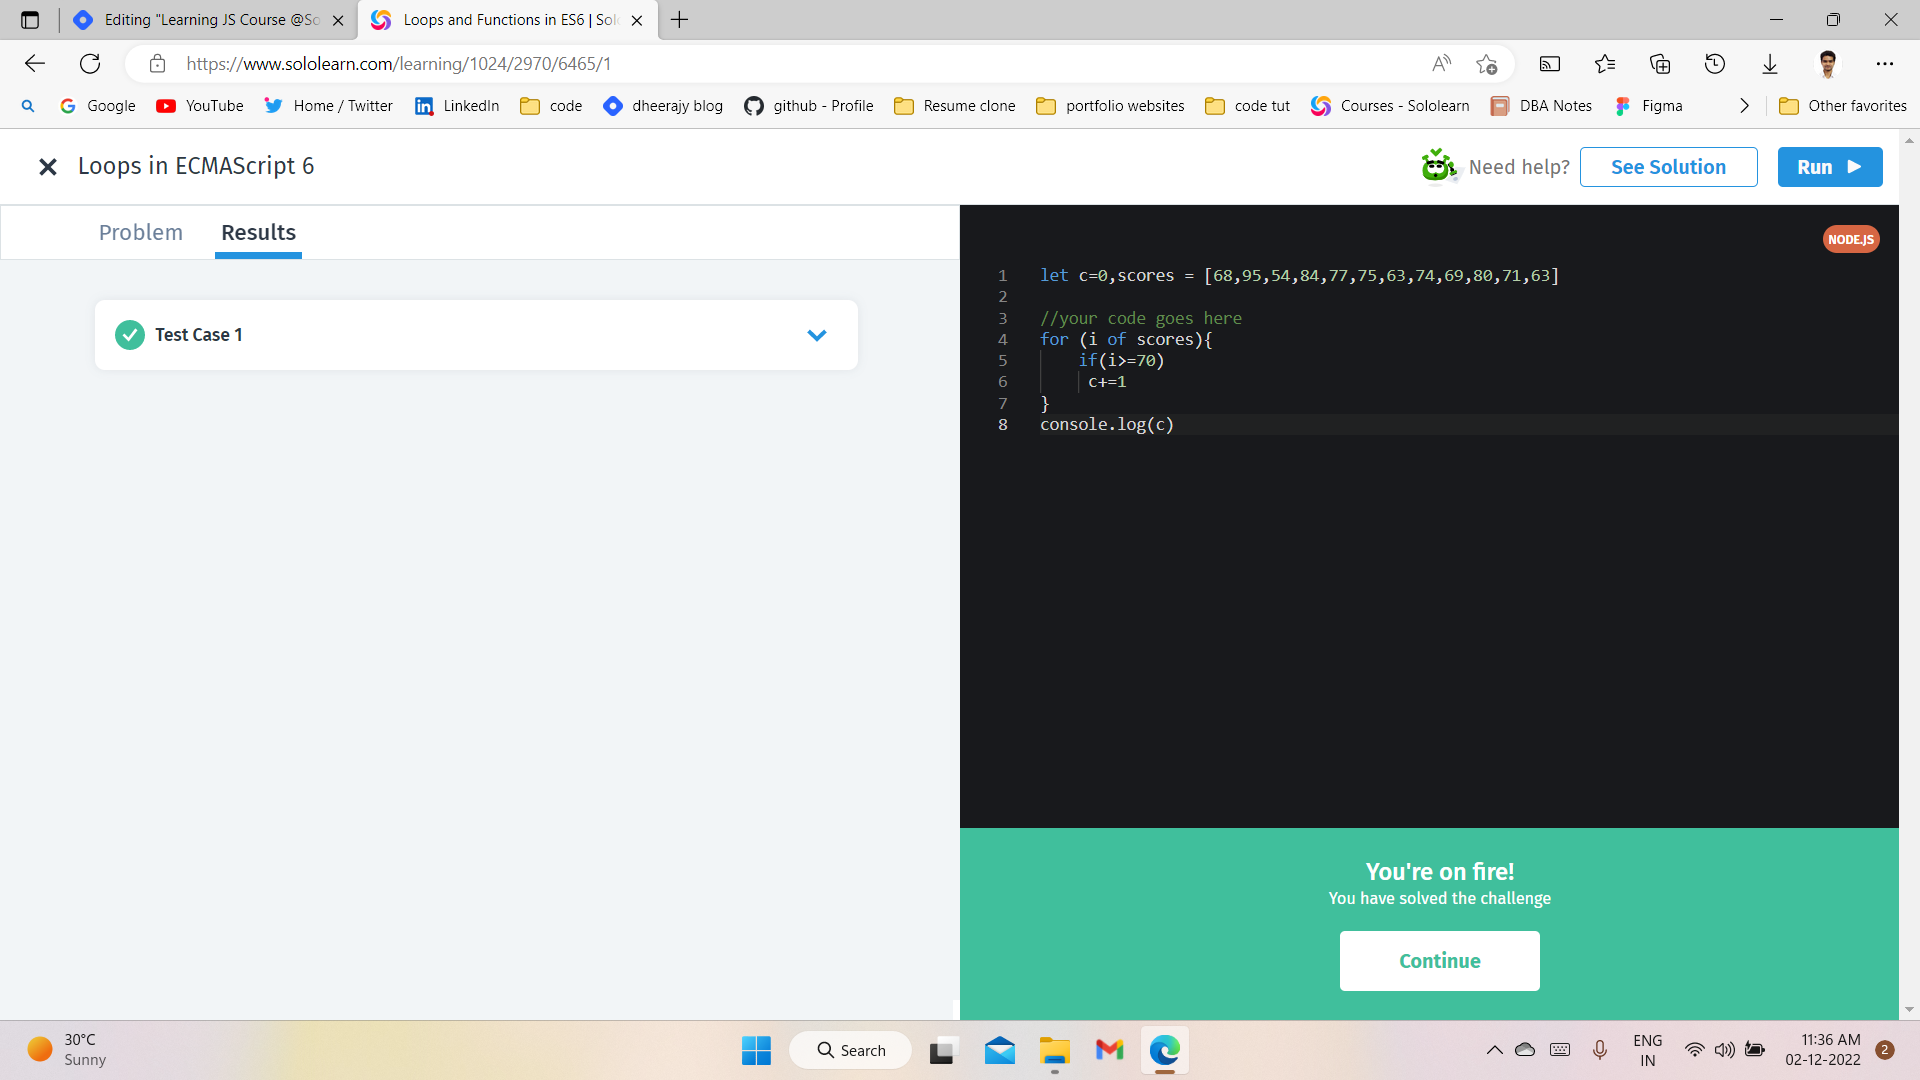 Editing "Learning JS Course @So
Loops and Functions in ES6 | Sol
https://www.sololearn.com/learning/1024/2970/6465/1
Google
YouTube
Home / Twitter
LinkedIn
code
dheerajy blog
github - Profile
Resume clone
portfolio websites
code tut
Courses - Sololearn
DBA Notes
Figma
Other favorites
Loops in ECMAScript 6
Need help?
See Solution
Run
Problem
Results
Test Case 1
NODE.JS
1 let c=0,scores = [68,95,54,84,77,75,63,74,69,80,71,63]
2
3 //your code goes here
4 for (i of scores){
5 if(i>=70)
6 c+=1
7 }
8 console.log(c)
You're on fire!
You have solved the challenge
Continue
30°C
Sunny
Search
ENG
IN
11:36 AM
02-12-2022
2